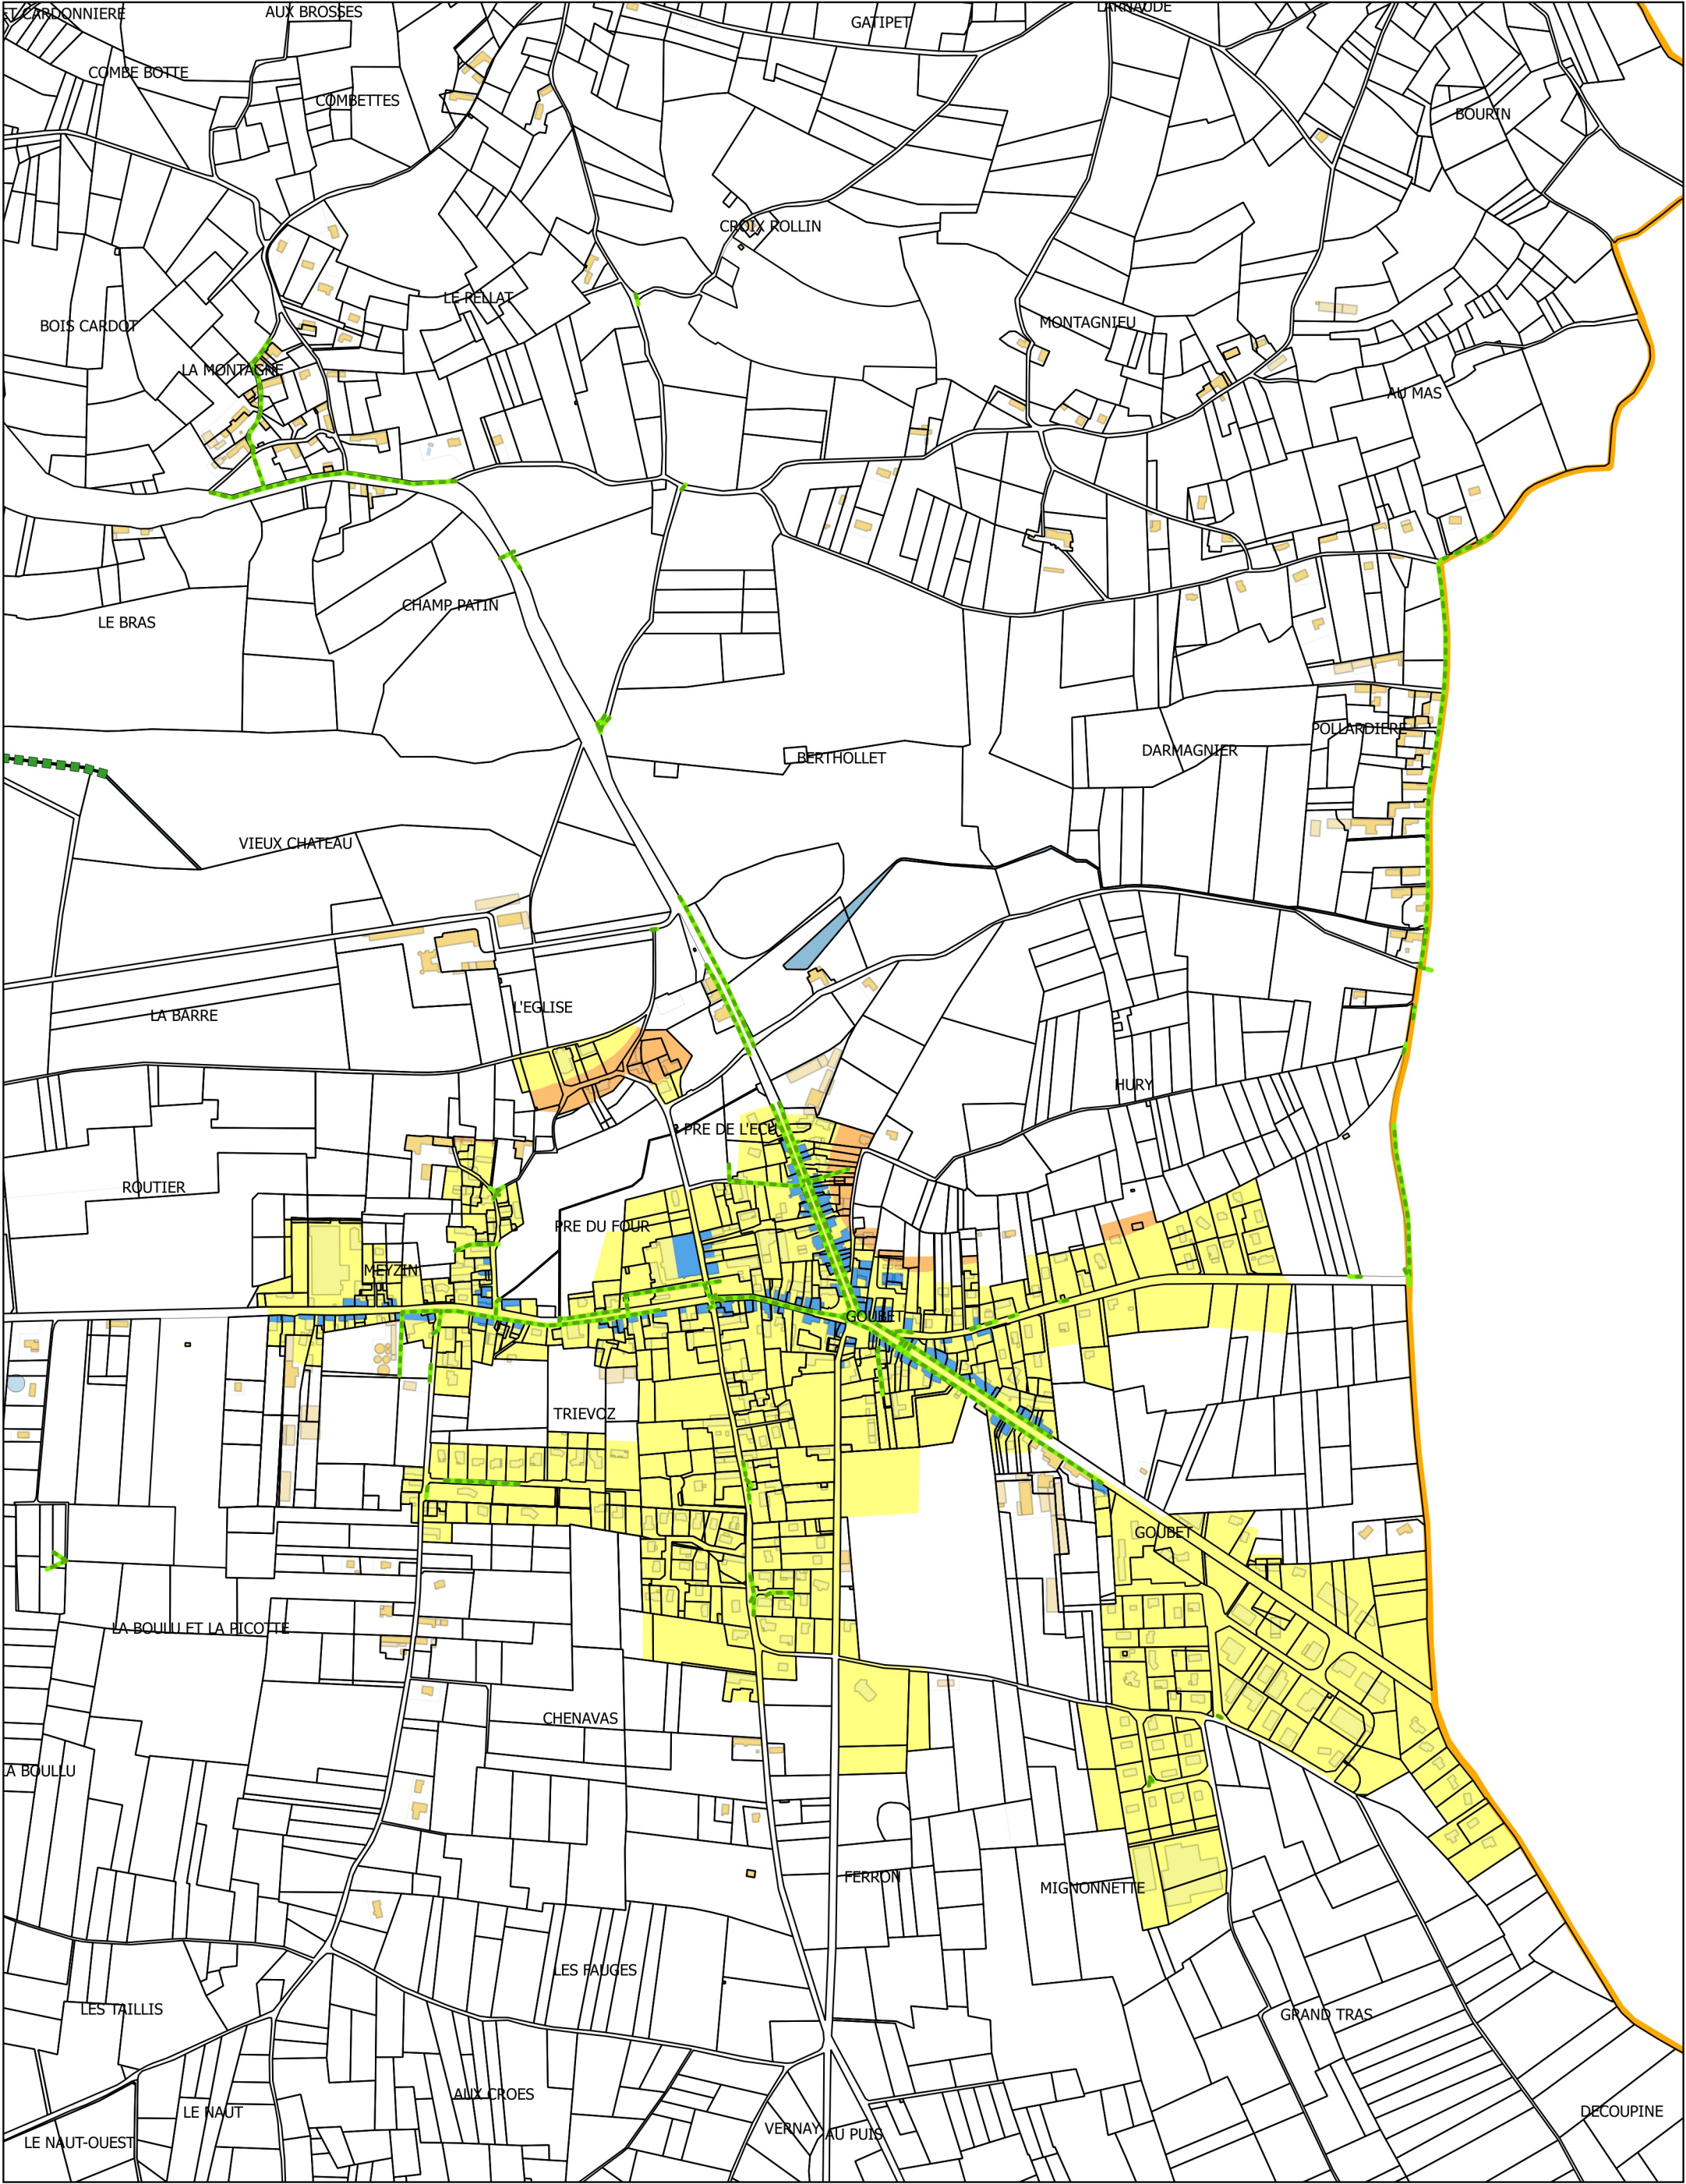 CARDONNIERE
AUX BROSSES
GATIPET
LARNAUDE
COMBE BOTTE
COMBETTES
BOURIN
CROIX ROLLIN
LE PELLAT
MONTAGNIEU
BOIS CARDOT
LA MONTAGNE
AU MAS
CHAMP PATIN
LE BRAS
POLLARDIERE
DARMAGNIER
BERTHOLLET
VIEUX CHATEAU
L'EGLISE
LA BARRE
HURY
PRE DE L'ECU
ROUTIER
PRE DU FOUR
MEYZIN
GOUBET
TRIEVOZ
GOUBET
LA BOULU ET LA PICOTTE
CHENAVAS
LA BOULLU
FERRON
MIGNONNETTE
LES FAUGES
LES TAILLIS
GRAND TRAS
AUX CROES
LE NAUT
DECOUPINE
VERNAY
AU PUIS
LE NAUT-OUEST